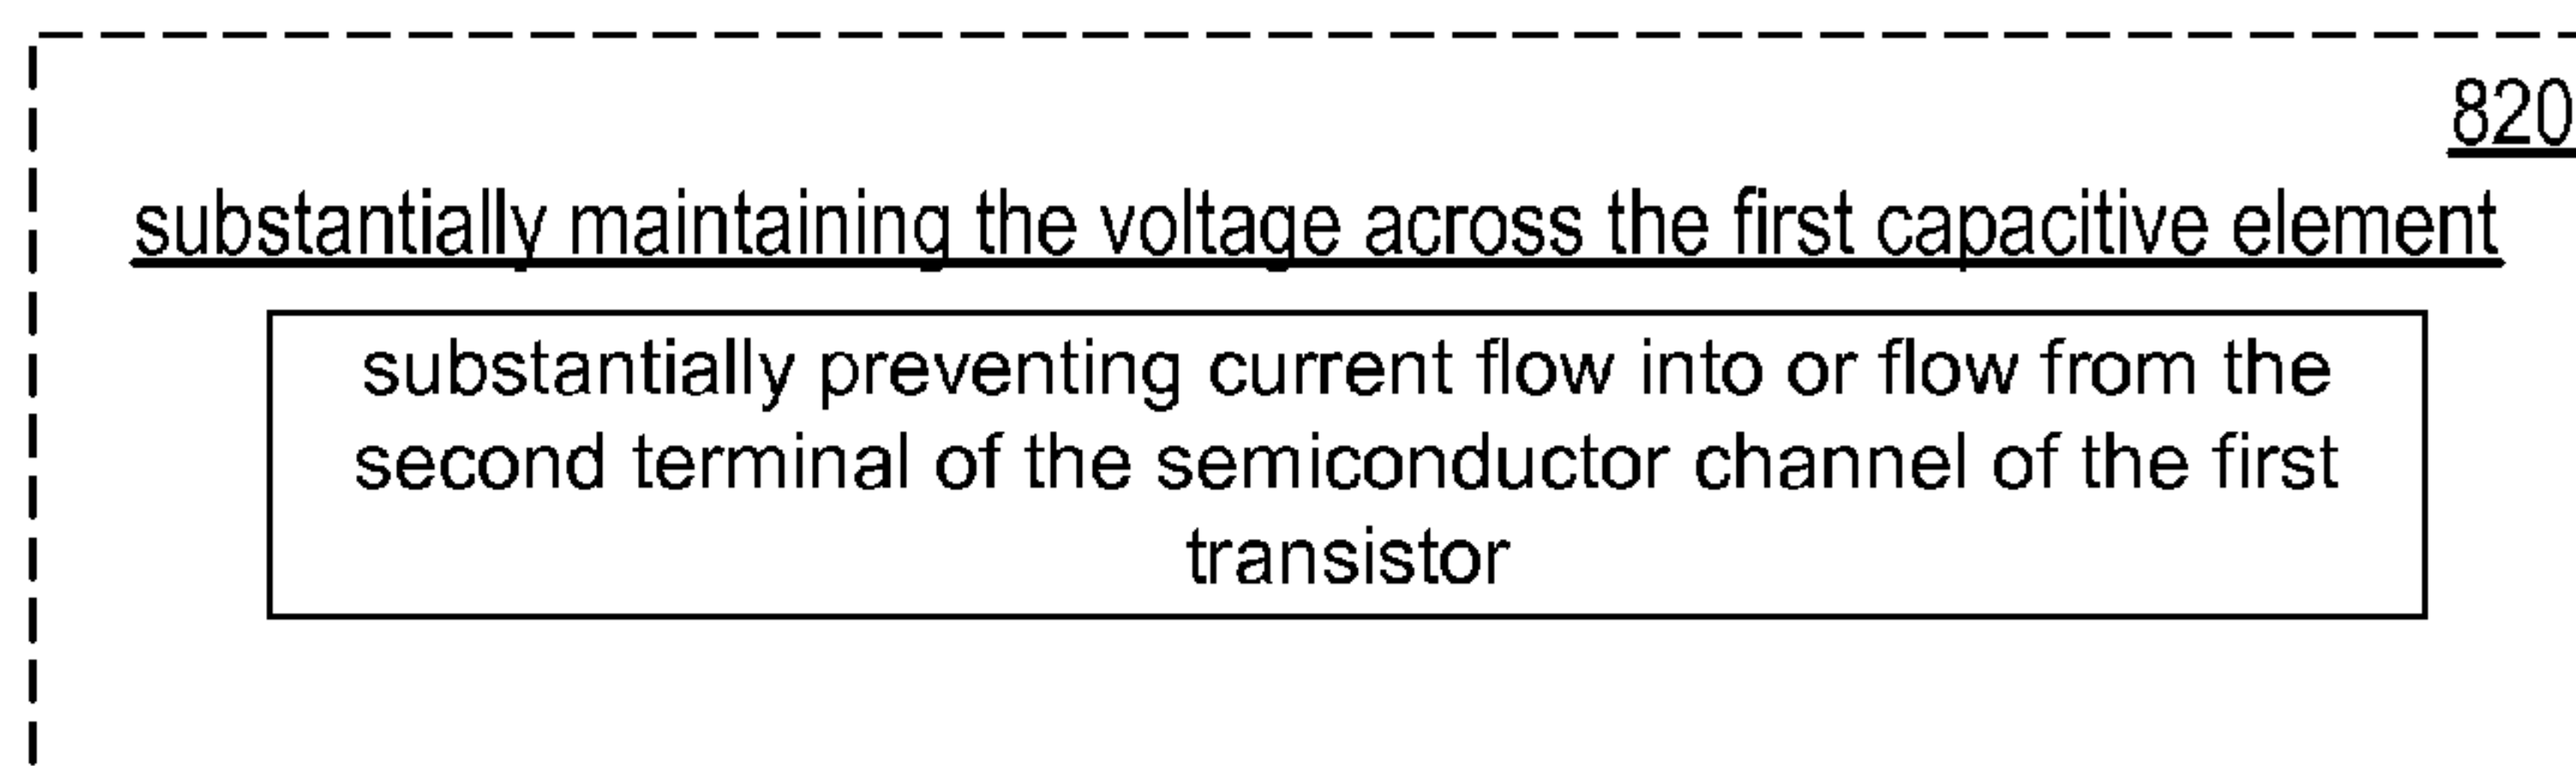 820
substantially maintaining the voltage across the first capacitive element
substantially preventing current flow into or flow from the
second terminal of the semiconductor channel of the first
transistor